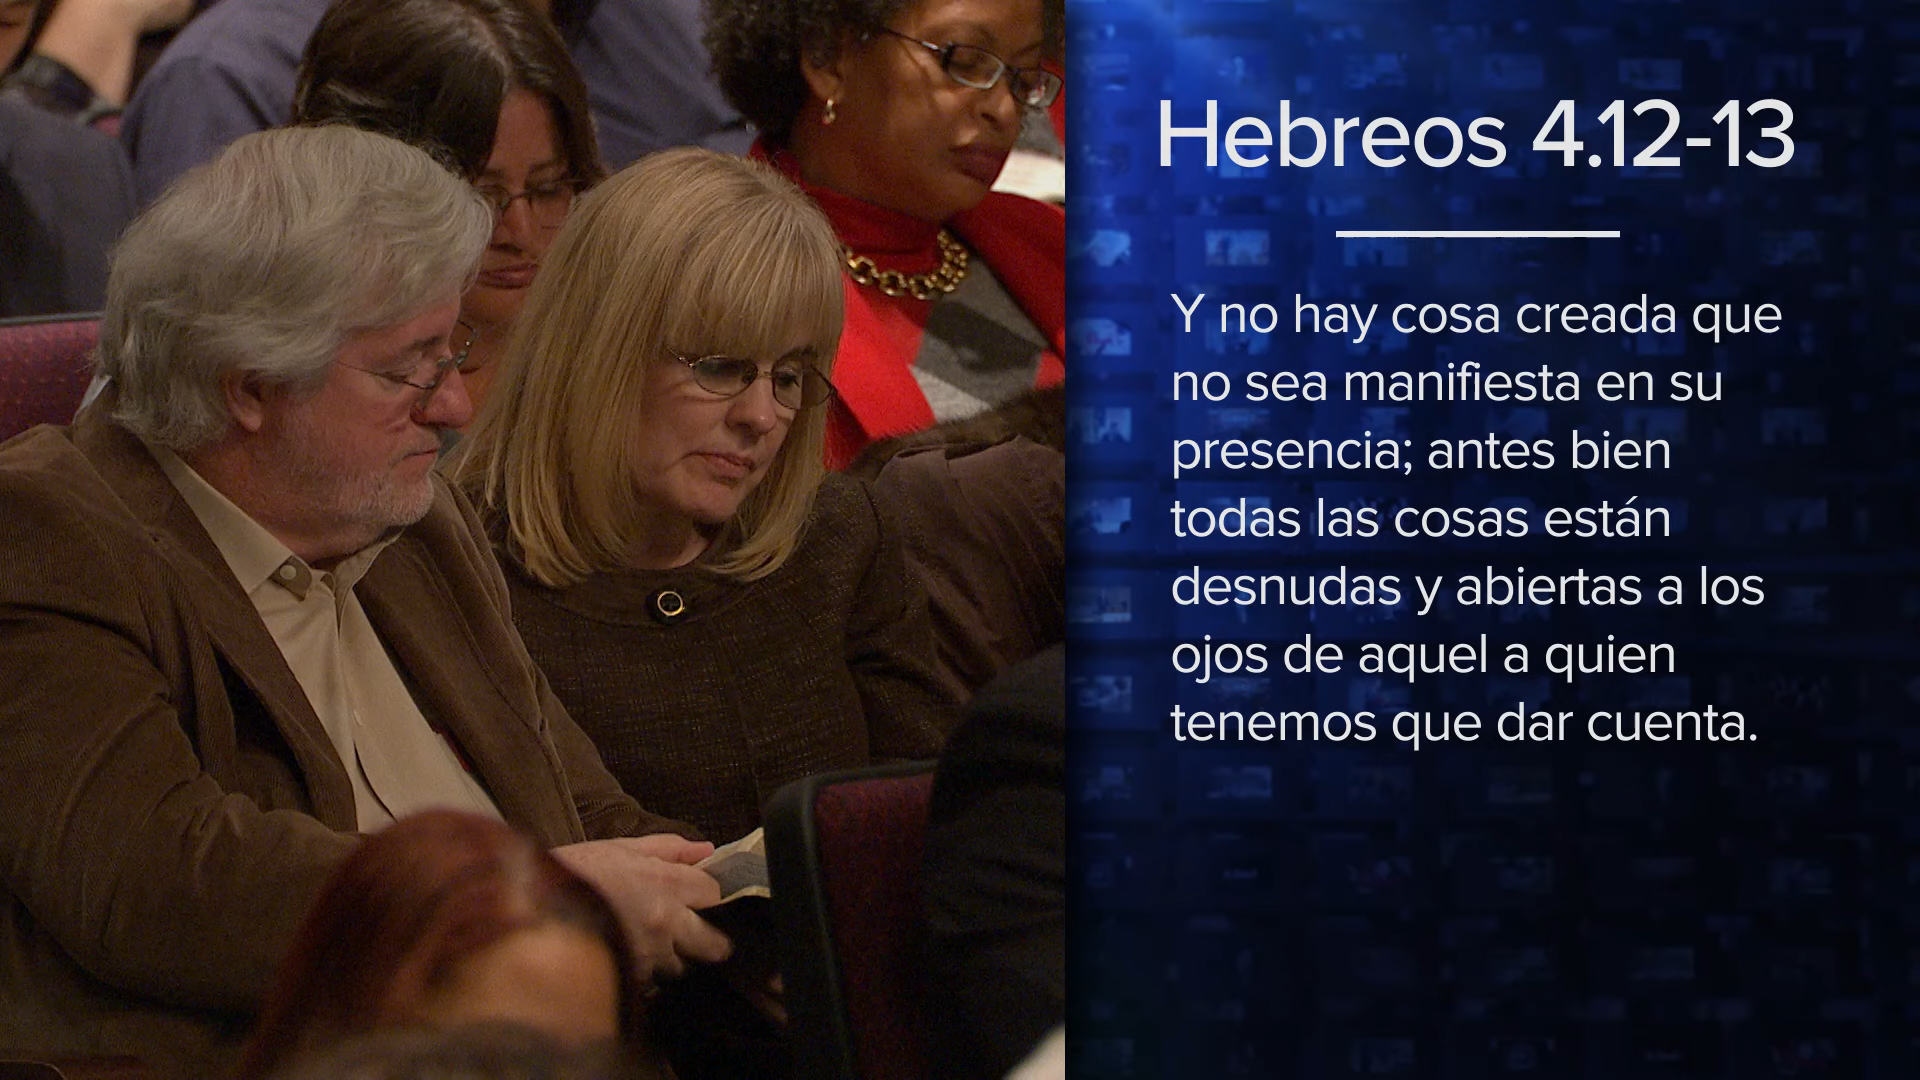 Hebreos 4.12-13
Y no hay cosa creada que
no sea manifiesta en su
presencia; antes bien
todas las cosas están
desnudas y abiertas a los
ojos de aquel a quien
tenemos que dar cuenta.